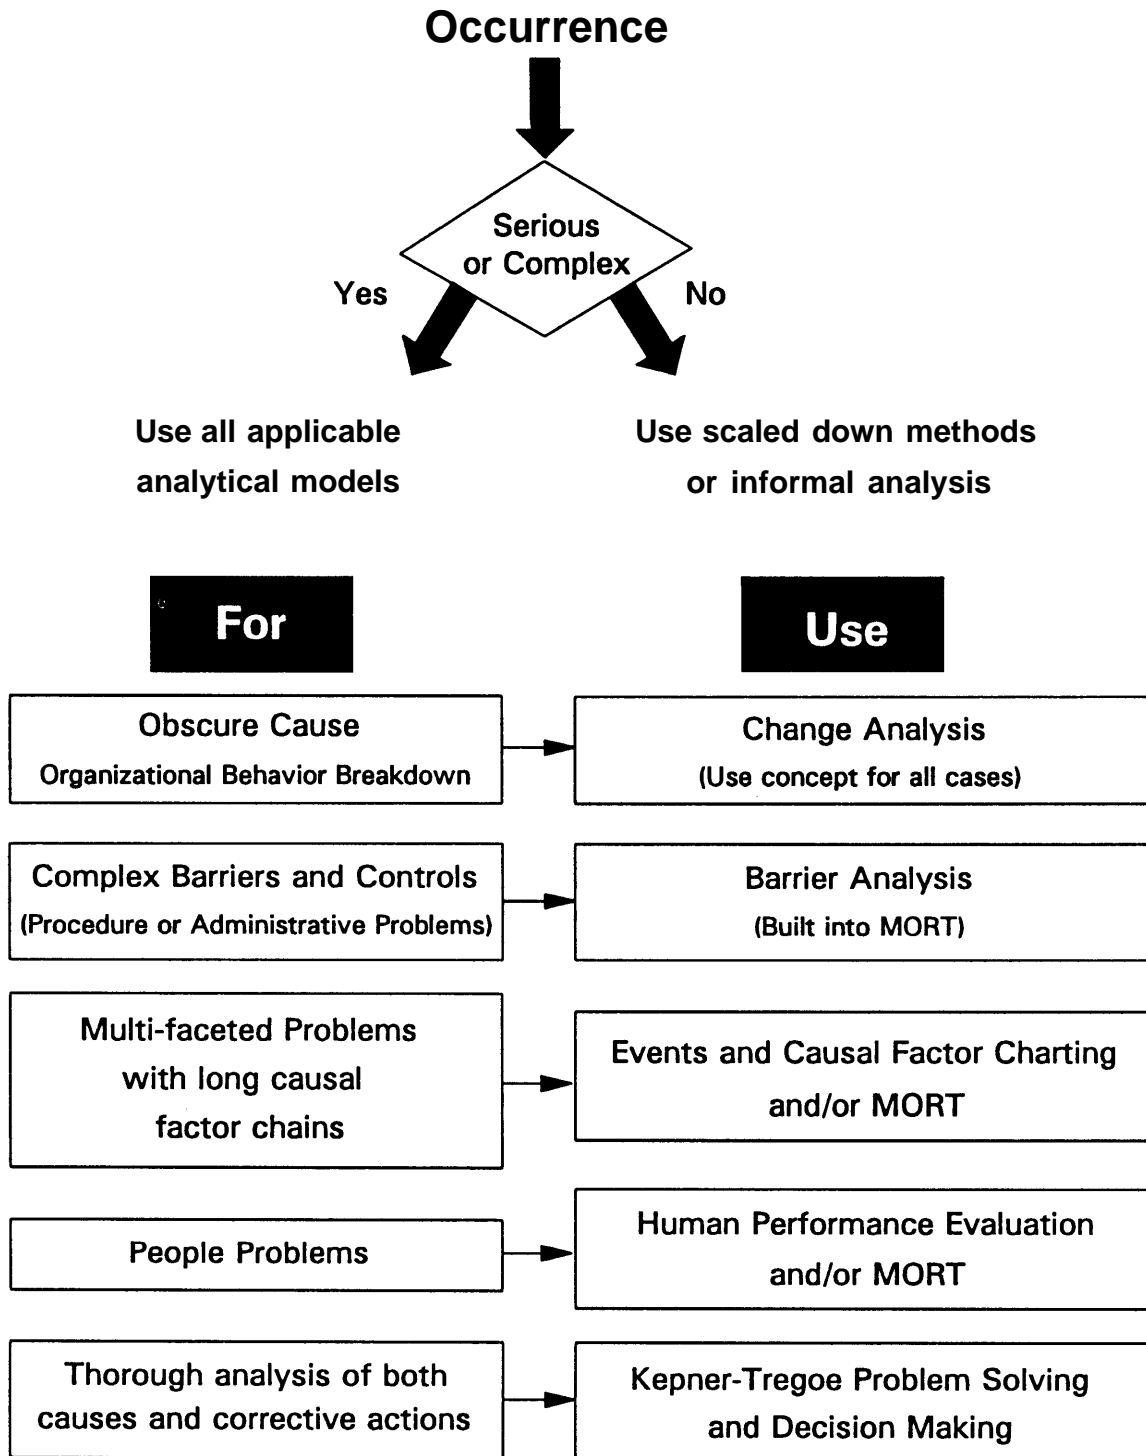 Occurrence
Serious
or Complex
Yes
No
Use all applicable
analytical models
Use scaled down methods
or informal analysis
For
Use
Obscure Cause
Organizational Behavior Breakdown
Change Analysis
(Use concept for all cases)
Complex Barriers and Controls
(Procedure or Administrative Problems)
Barrier Analysis
(Built into MORT)
Multi-faceted Problems
with long causal
factor chains
Events and Causal Factor Charting
and/or MORT
People Problems
Human Performance Evaluation
and/or MORT
Thorough analysis of both
causes and corrective actions
Kepner-Tregoe Problem Solving
and Decision Making